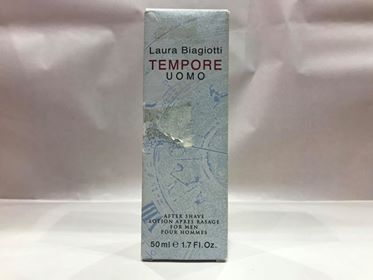 Laura Biagiotti
TEMPORE
UOMO
AFTER SHAVE
LOTION APRES RASAGE
FOR MEN
POUR HOMMES
50ml e 1.7 Fl.Oz.